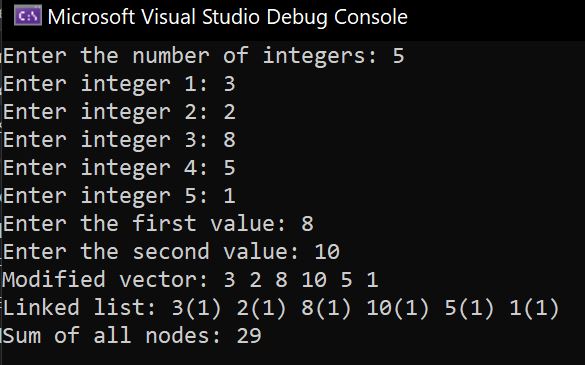 Microsoft Visual Studio Debug Console
Enter the number of integers: 5
Enter integer 1: 3
Enter integer 2: 2
Enter integer 3: 8
Enter integer 4: 5
Enter integer 5: 1
Enter the first value: 8
Enter the second value: 10
Modified vector: 3 2 8 10 5 1
Linked list: 3(1) 2(1) 8(1) 10(1) 5(1) 1(1)
Sum of all nodes: 29